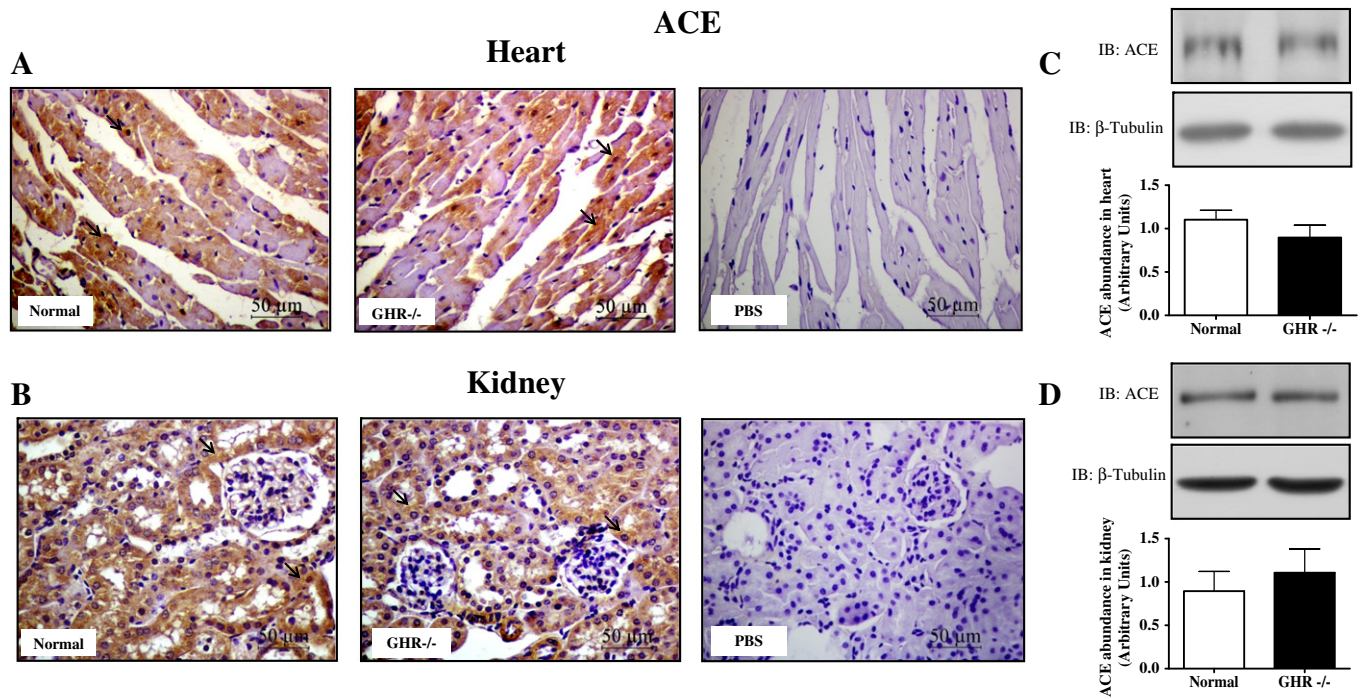 ACE
Heart
A
Normal
50 µm
GHR-/-
50 µm
PBS
50 µm
Kidney
B
Normal
50 µm
GHR-/-
50 µm
PBS
50 µm
C
IB: ACE
IB: β-Tubulin
ACE abundance in heart
(Arbitrary Units)
1.5
1.0
0.5
0.0
Normal
GHR -/-
D
IB: ACE
IB: β-Tubulin
ACE abundance in kidney
(Arbitrary Units)
1.5
1.0
0.5
0.0
Normal
GHR -/-